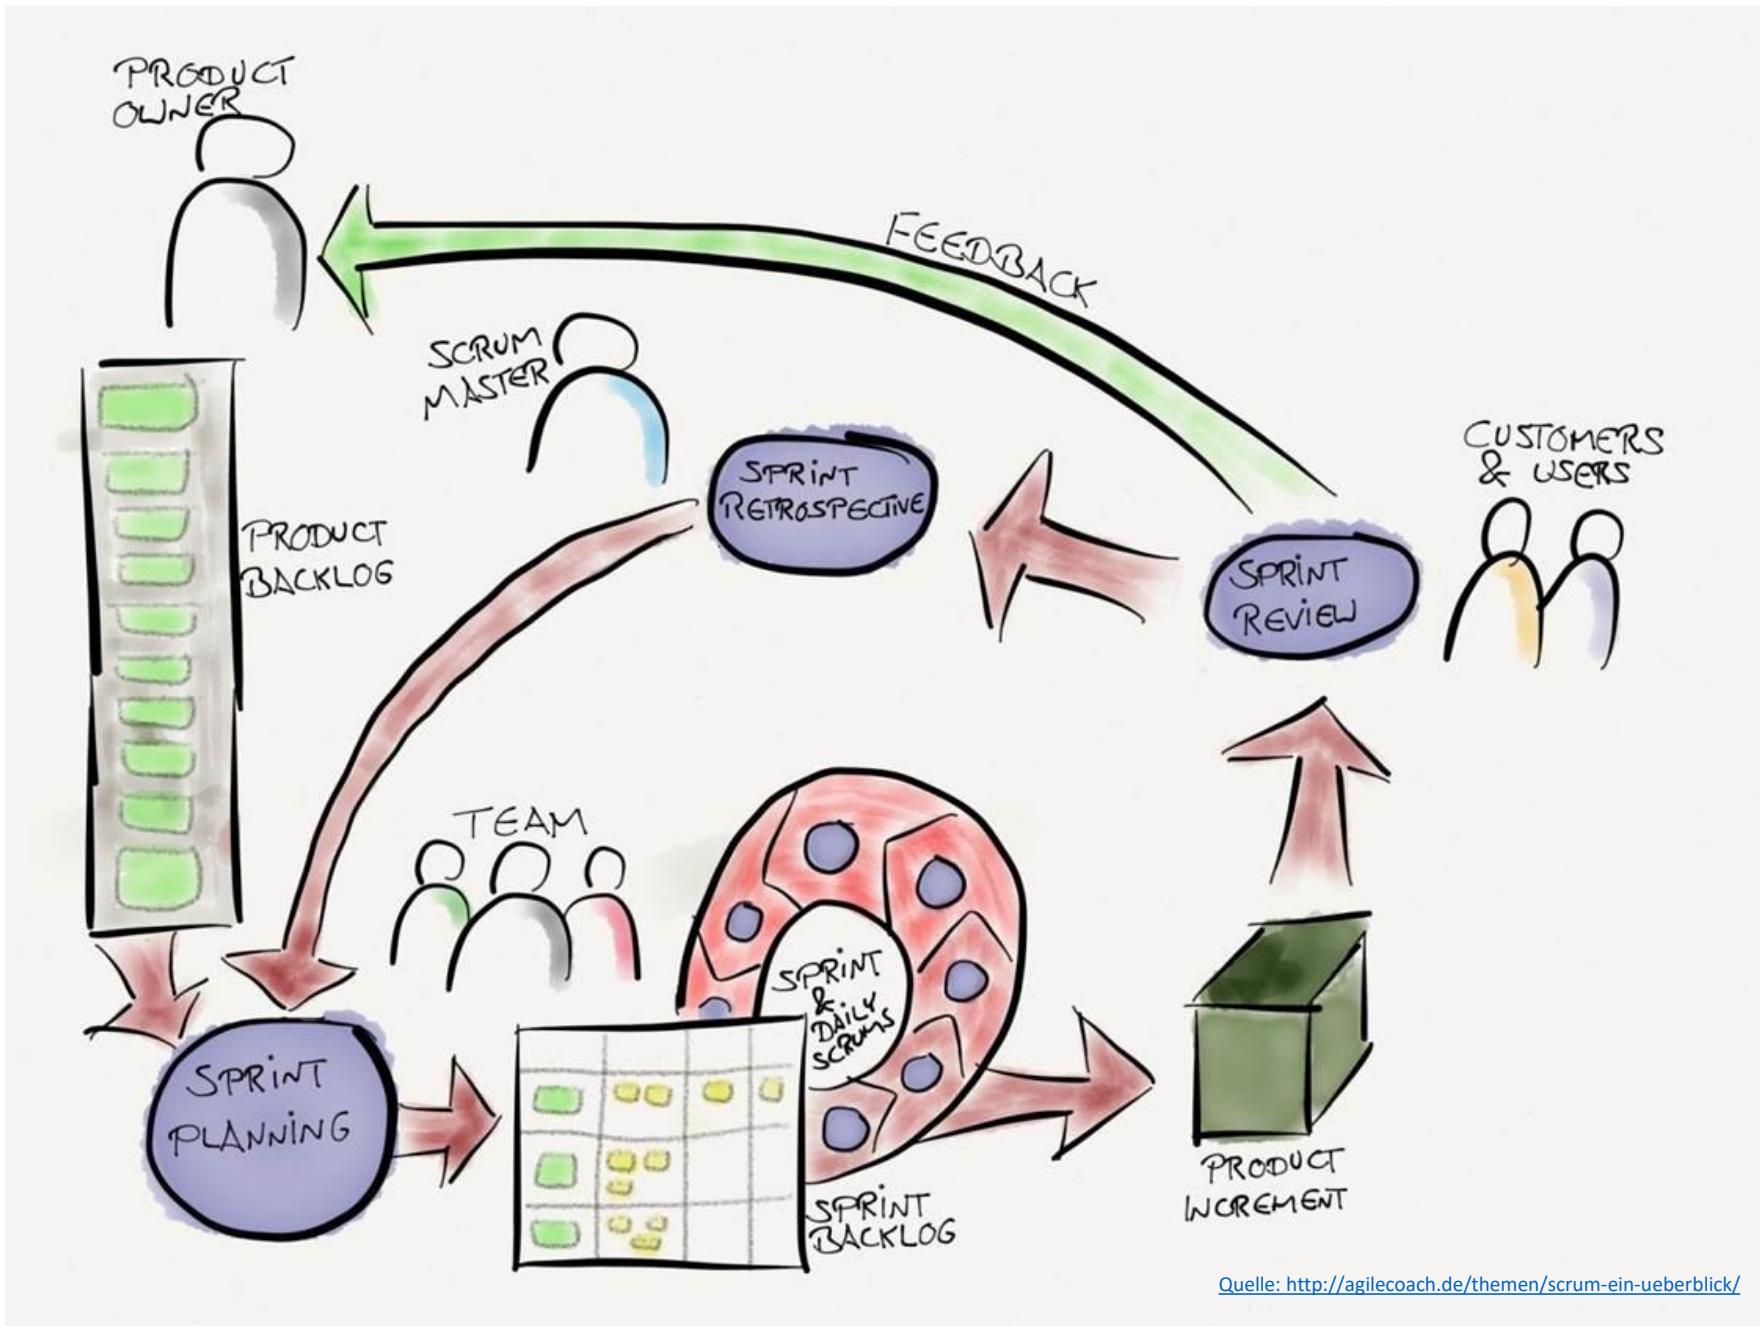 PRODUCT
OWNER
FEEDBACK
SCRUM
MASTER
CUSTOMERS
& USERS
SPRINT
RETROSPECTIVE
PRODUCT
BACKLOG
SPRINT
REVIEW
TEAM
SPRINT
&
DAILY
SCRUMS
SPRINT
PLANNING
SPRINT
BACKLOG
PRODUCT
INCREMENT
Quelle: http://agilecoach.de/themen/scrum-ein-ueberblick/